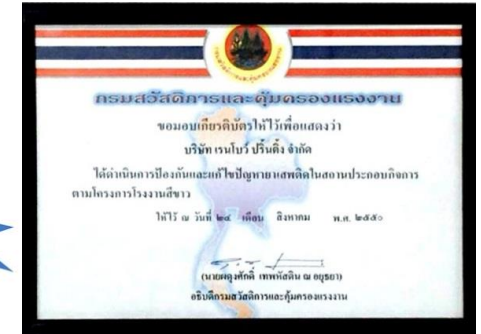 กรมสวัสดิการและคุ้มครองแรงงาน
ขอมอบเกียรติบัตรให้ไว้เพื่อแสดงว่า
บริษัท เรนโบว์ ปริ้นติ้ง จำกัด
ได้ดำเนินการป้องกันและแก้ไขปัญหายาเสพติดในสถานประกอบกิจการ
ตามโครงการโรงงานสีขาว
ให้ไว้ ณ วันที่ ๒๔ เดือน สิงหาคม พ.ศ. ๒๕๕๐
(นายผดุงศักดิ์ เทพหัสดิน ณ อยุธยา)
อธิบดีกรมสวัสดิการและคุ้มครองแรงงาน